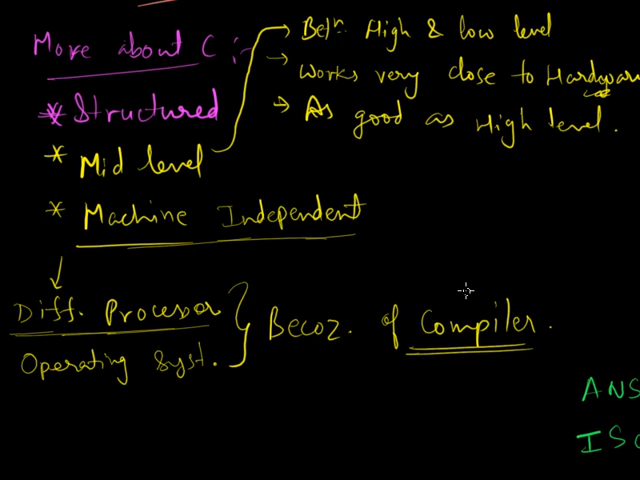 More about C :-
* Structured
* Mid level
→ Betn. High & low level
→ Works very close to Hardware
→ As good as High level.
* Machine Independent
Diff. Procesor
Operating Syst.
Becoz. of Compiler.
ANS
ISO